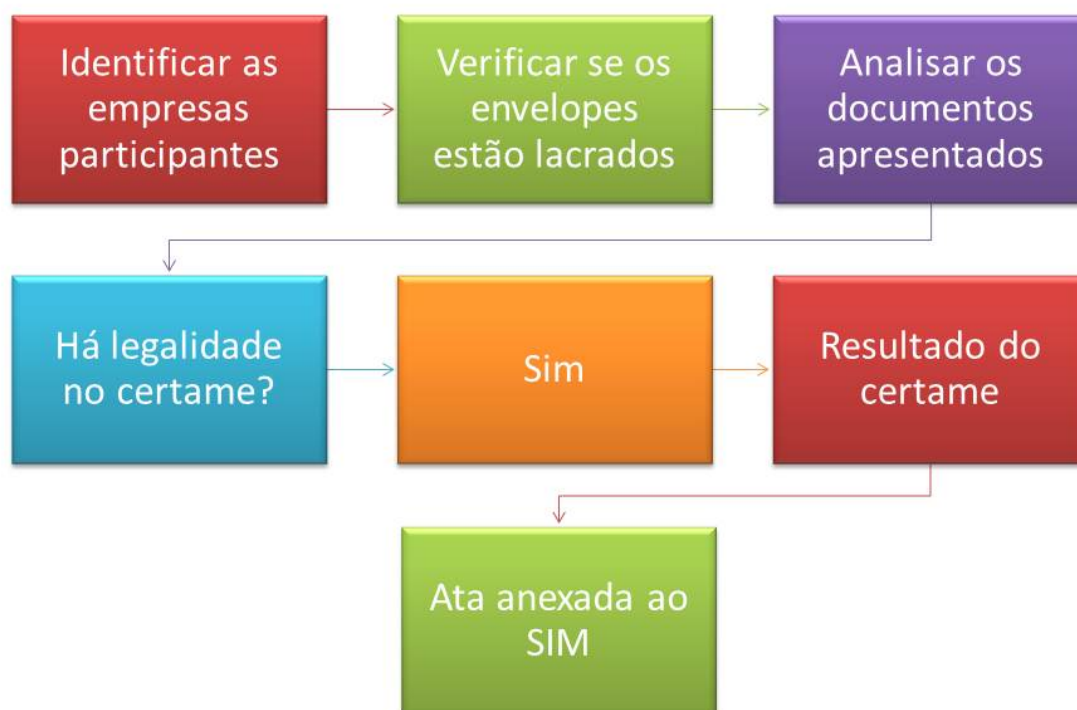 Identificar as
empresas
participantes
Verificar se os
envelopes
estão lacrados
Analisar os
documentos
apresentados
Há legalidade
no certame?
Sim
Resultado do
certame
Ata anexada ao
SIM